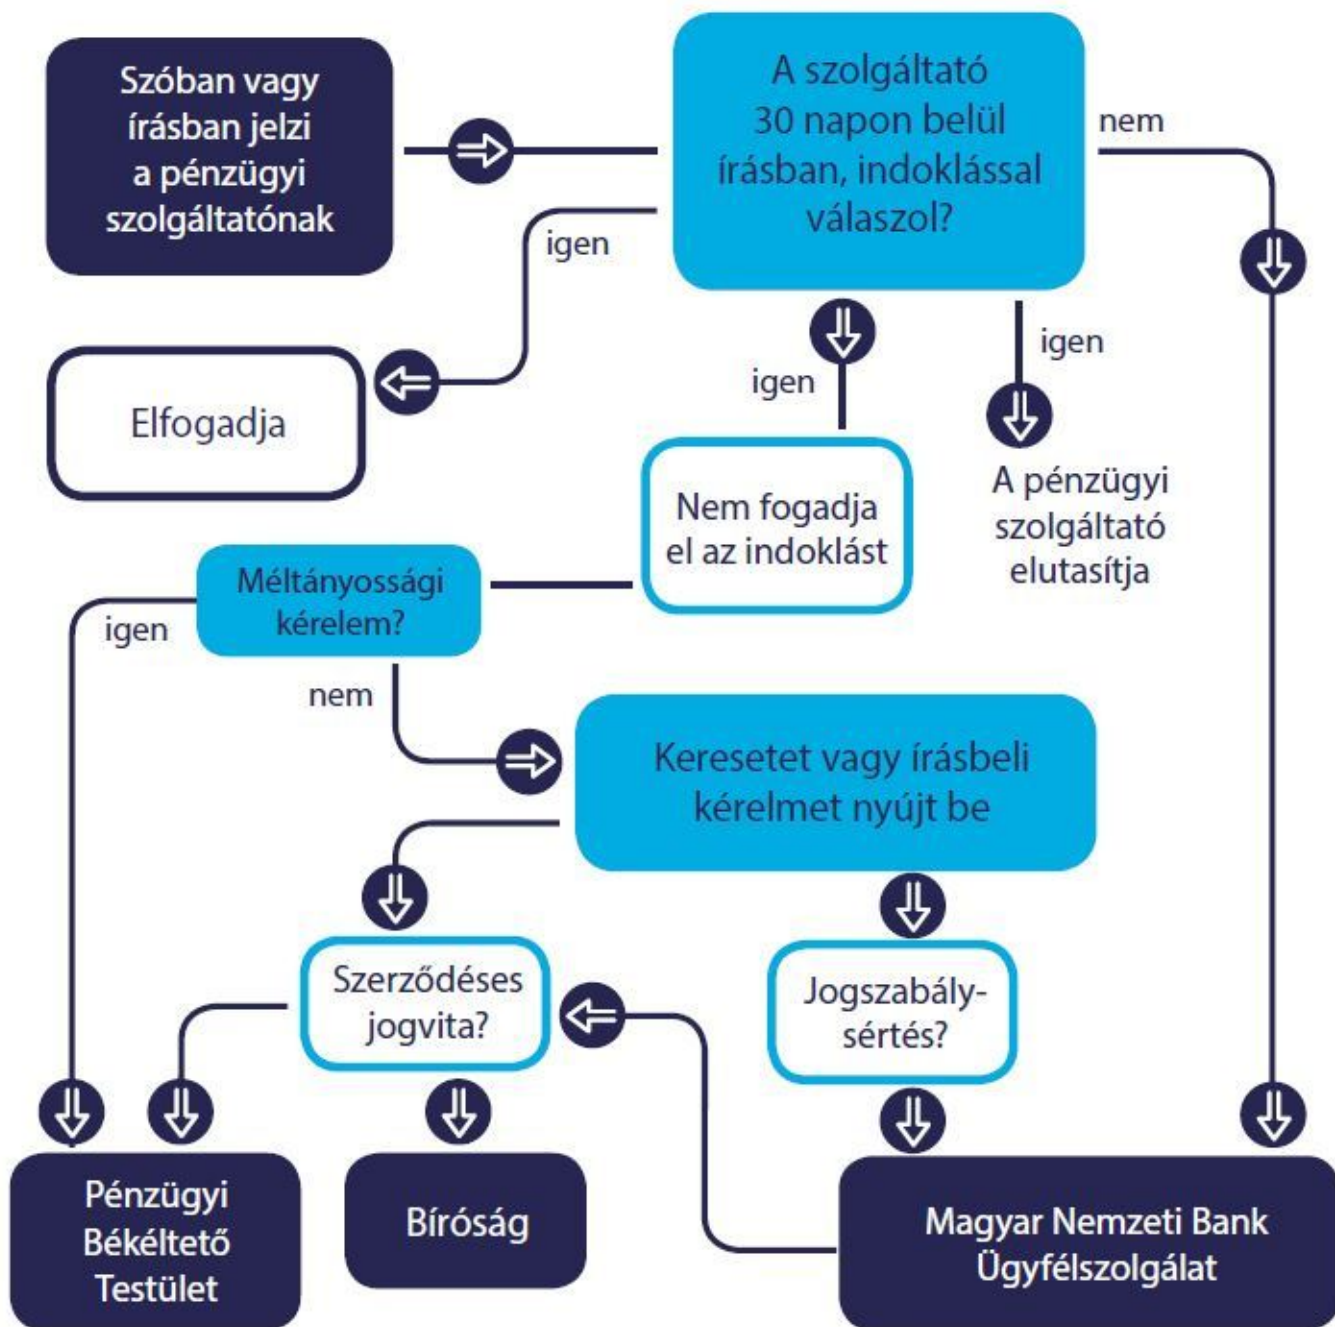 Szóban vagy
írásban jelzi
a pénzügyi
szolgáltatónak
A szolgáltató
30 napon belül
írásban, indoklással
válaszol?
nem
igen
igen
igen
Elfogadja
Nem fogadja
el az indoklást
A pénzügyi
szolgáltató
elutasítja
Méltányossági
kérelem?
igen
nem
Keresetet vagy írásbeli
kérelmet nyújt be
Szerződéses
jogvita?
Jogszabály-
sértés?
Pénzügyi
Békéltető
Testület
Bíróság
Magyar Nemzeti Bank
Ügyfélszolgálat